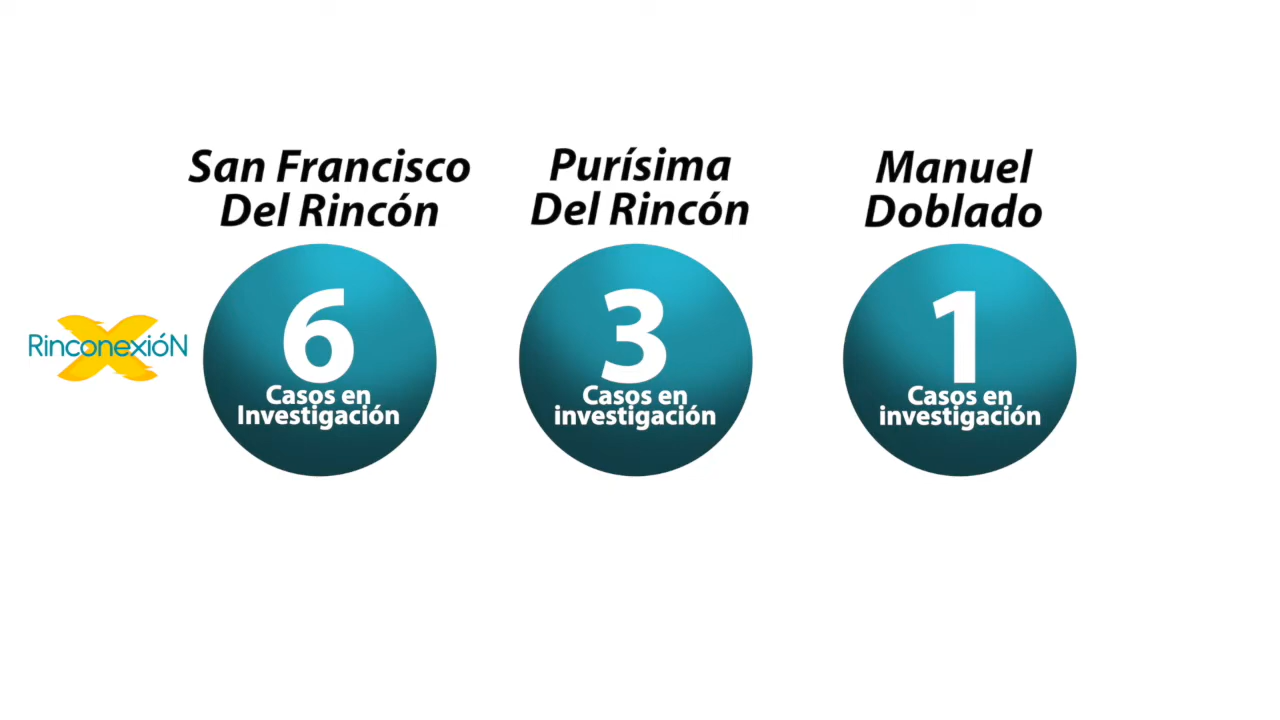 San Francisco
Del Rincón
Purísima
Del Rincón
Manuel
Doblado
RinconexióN
6
Casos en
Investigación
3
Casos en
investigación
1
Casos en
investigación